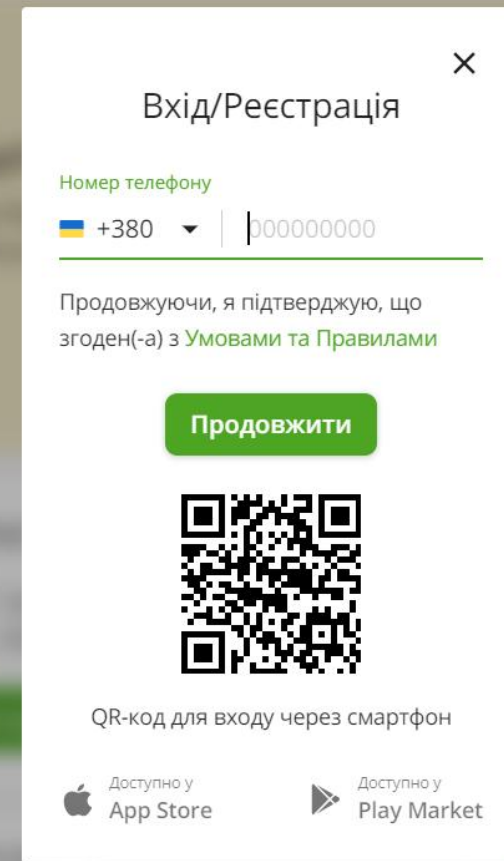 Вхід/Реєстрація
Номер телефону
+380 000000000
Продовжуючи, я підтверджую, що
згоден(-а) з Умовами та Правилами
Продовжити
QR-код для входу через смартфон
Доступно у
App Store
Доступно у
Play Market